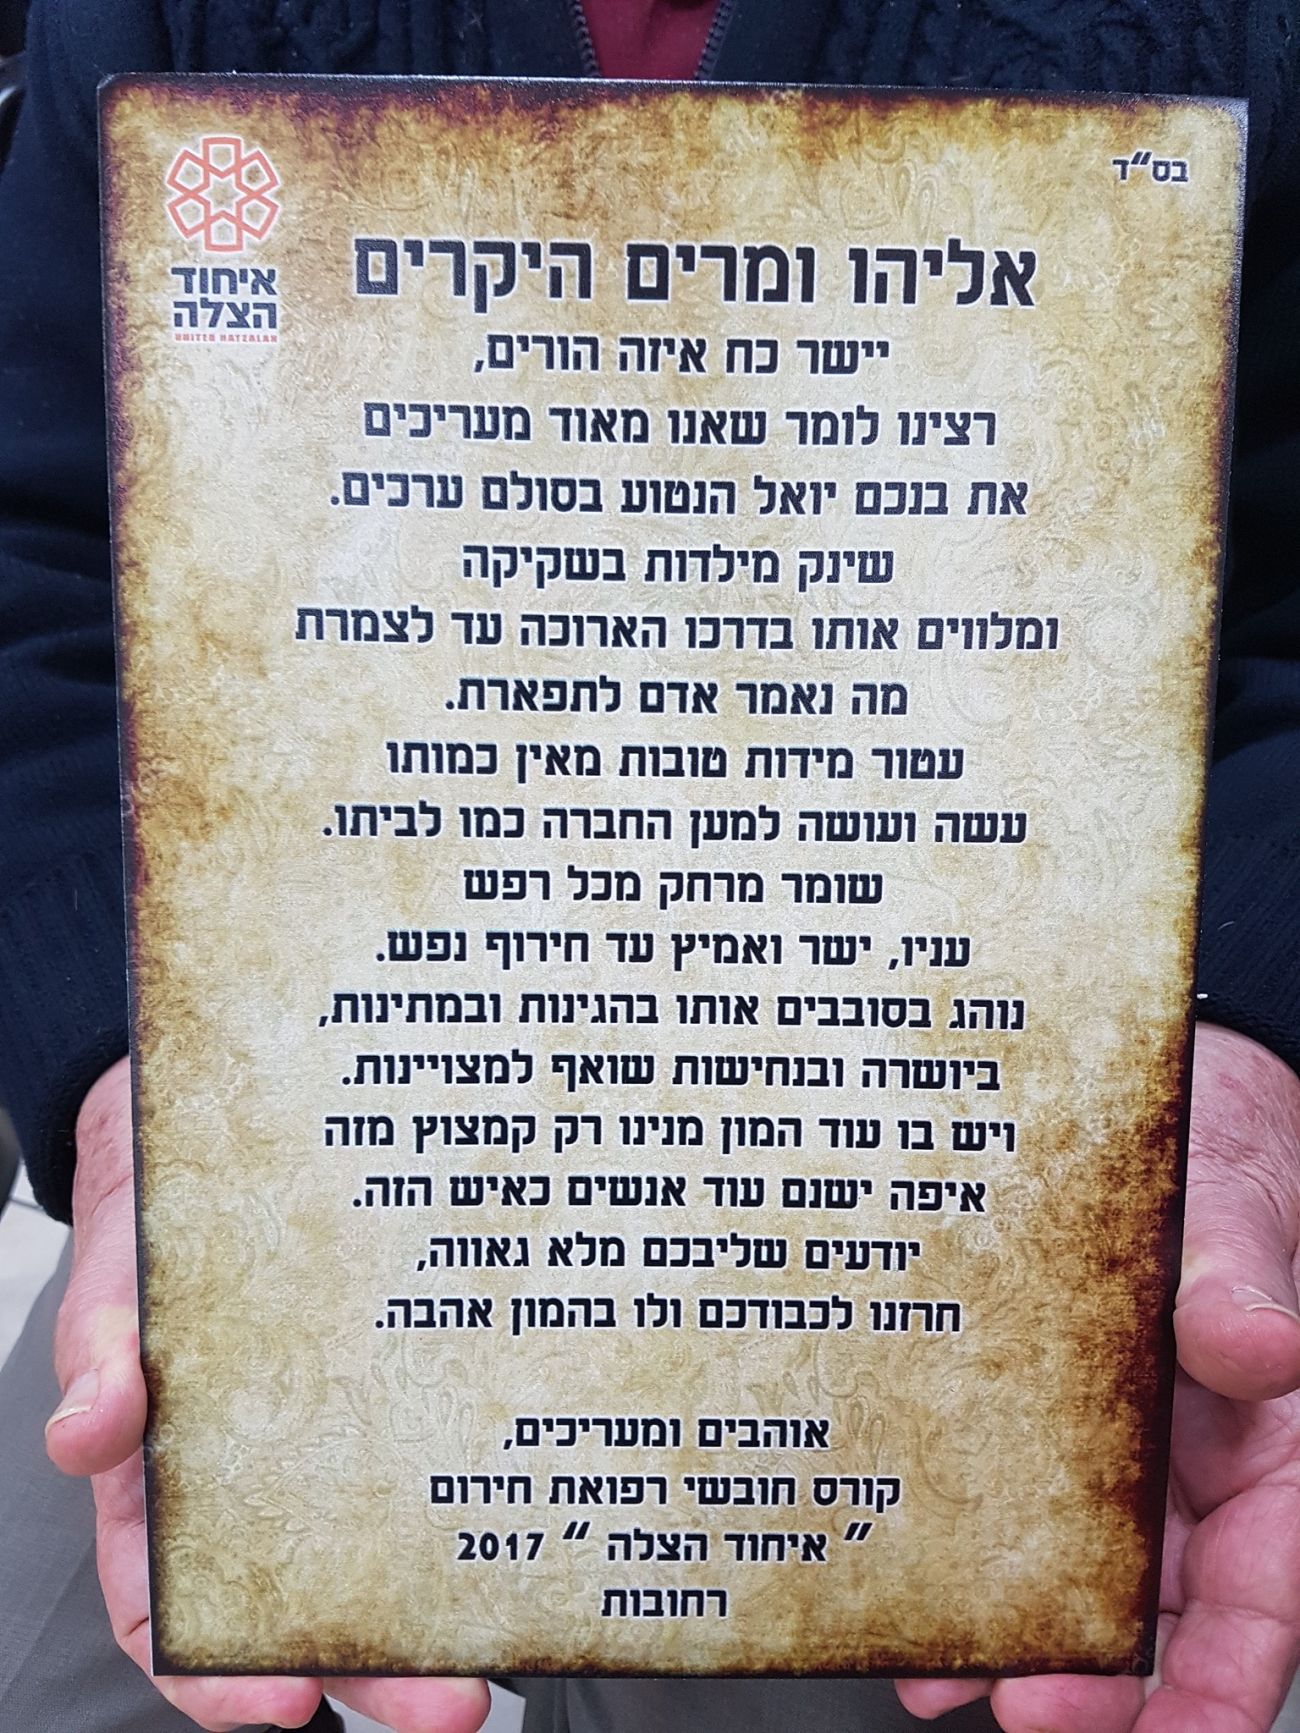 בס"ד
איחוד
הצלה
UNITED HATZALAH
אליהו ומרים היקרים
יישר כח איזה הורים,
רצינו לומר שאנו מאוד מעריכים
את בנכם יואל הנטוע בסולם ערכים.
שינק מילדות בשקיקה
ומלווים אותו בדרכו הארוכה עד לצמרת
מה נאמר אדם לתפארת.
עטור מידות טובות מאין כמותו
עשה ועושה למען החברה כמו לביתו.
שומר מרחק מכל רפש
עניו, ישר ואמיץ עד חירוף נפש.
נוהג בסובבים אותו בהגינות ובמתינות,
ביושרה ובנחישות שואף למצויינות.
ויש בו עוד המון מנינו רק קמצוץ מזה
איפה ישנם עוד אנשים כאיש הזה.
יודעים שליבכם מלא גאווה,
חרזנו לכבודכם ולו בהמון אהבה.
אוהבים ומעריכים,
קורס חובשי רפואת חירום
" איחוד הצלה " 2017
רחובות